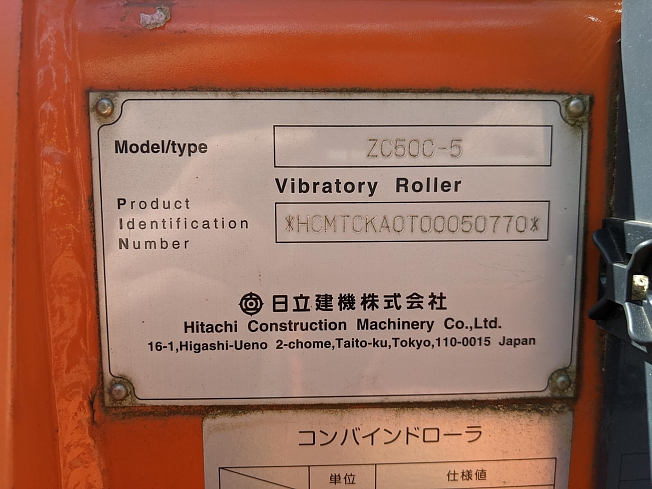 Model/type ZC50C-5
Vibratory Roller
Product
Identification
Number
*HCMTCKA0T00050770*
日立建機株式会社
Hitachi Construction Machinery Co.,Ltd.
16-1,Higashi-Ueno 2-chome,Taito-ku,Tokyo,110-0015 Japan
コンバインドローラ
単位 仕様値